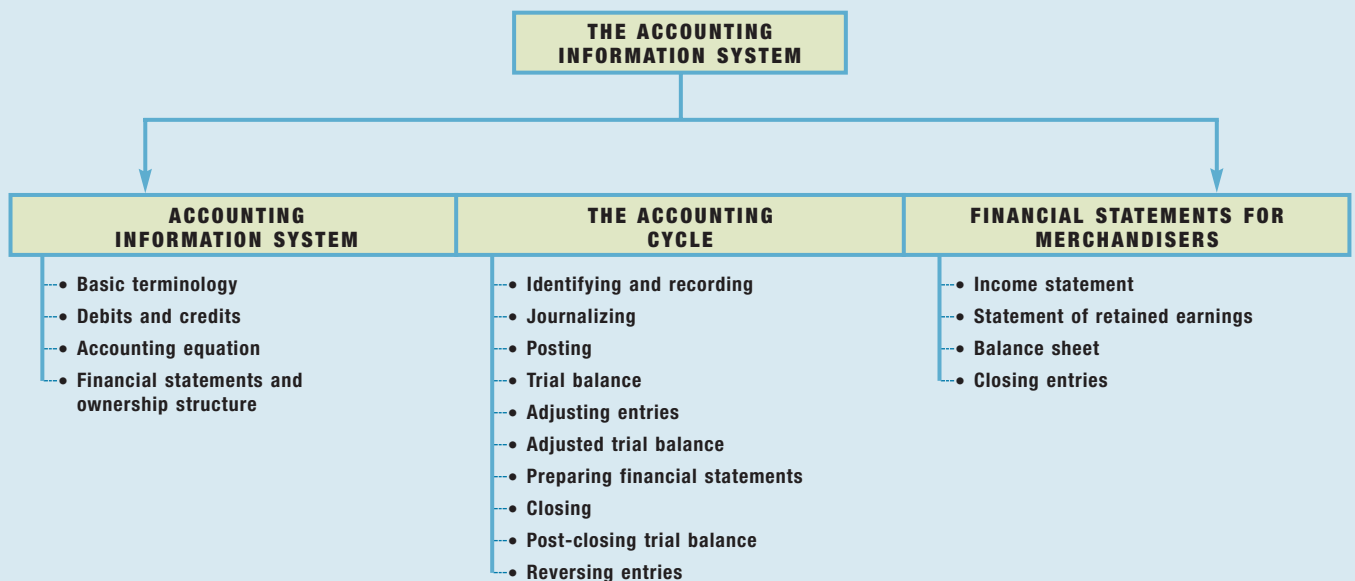 THE ACCOUNTING
INFORMATION SYSTEM
ACCOUNTING
INFORMATION SYSTEM
• Basic terminology
• Debits and credits
• Accounting equation
• Financial statements and
ownership structure
THE ACCOUNTING
CYCLE
• Identifying and recording
• Journalizing
• Posting
• Trial balance
• Adjusting entries
• Adjusted trial balance
• Preparing financial statements
• Closing
• Post-closing trial balance
• Reversing entries
FINANCIAL STATEMENTS FOR
MERCHANDISERS
• Income statement
• Statement of retained earnings
• Balance sheet
• Closing entries